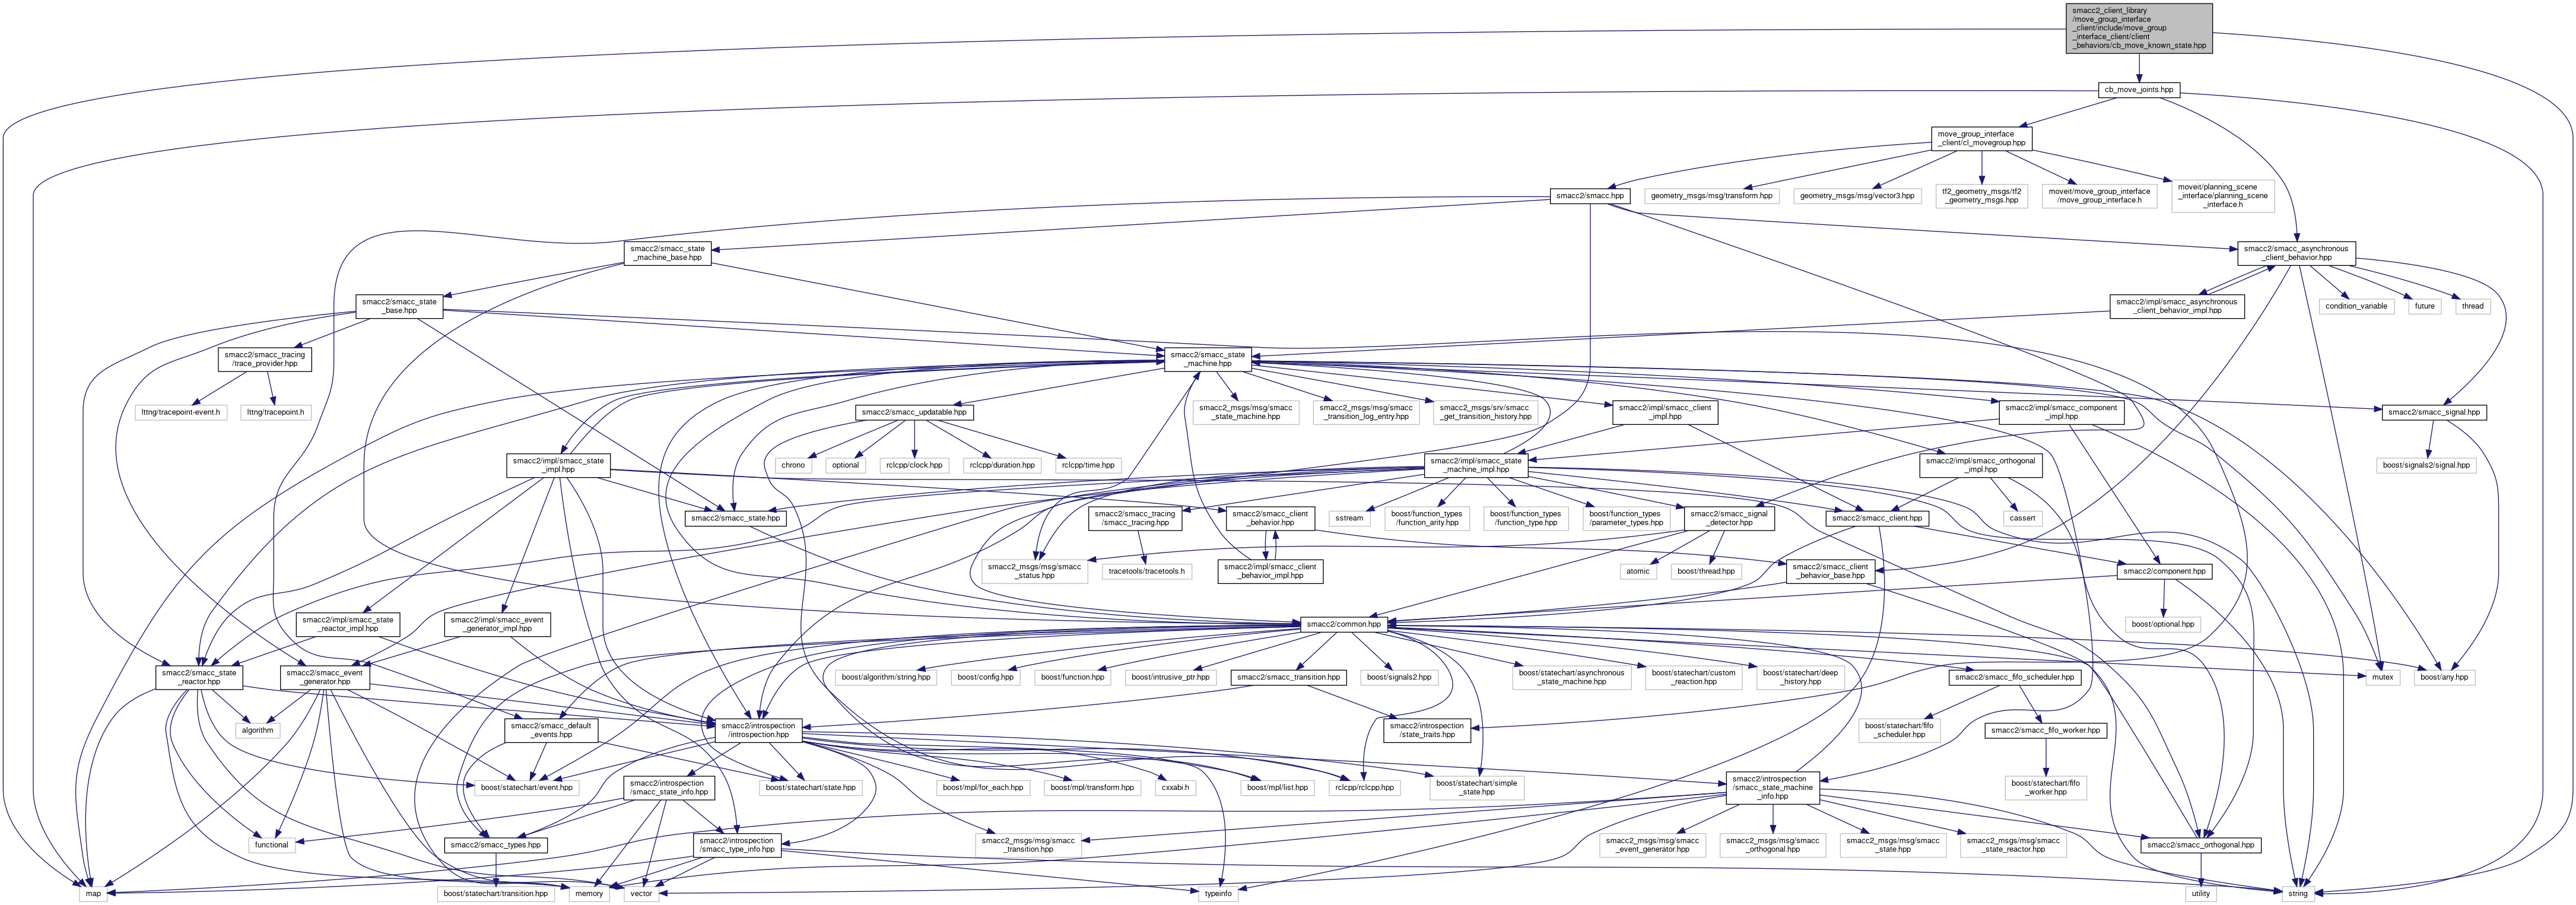 smacc2_client_library
/move_group_interface
_client/include/move_group
_interface_client/client
_behaviors/cb_move_known_state.hpp
cb_move_joints.hpp
move_group_interface
_client/cl_movegroup.hpp
smacc2/smacc.hpp
geometry_msgs/msg/transform.hpp
geometry_msgs/msg/vector3.hpp
tf2_geometry_msgs/tf2
_geometry_msgs.hpp
moveit/move_group_interface
/move_group_interface.h
moveit/planning_scene
_interface/planning_scene
_interface.h
smacc2/smacc_state
_machine_base.hpp
smacc2/smacc_asynchronous
_client_behavior.hpp
smacc2/smacc_state
_base.hpp
smacc2/impl/smacc_asynchronous
_client_behavior_impl.hpp
condition_variable
future
thread
smacc2/smacc_tracing
/trace_provider.hpp
smacc2/smacc_state
_machine.hpp
lttng/tracepoint-event.h
lttng/tracepoint.h
smacc2/smacc_updatable.hpp
smacc2_msgs/msg/smacc
_state_machine.hpp
smacc2_msgs/msg/smacc
_transition_log_entry.hpp
smacc2_msgs/srv/smacc
_get_transition_history.hpp
smacc2/impl/smacc_client
_impl.hpp
smacc2/impl/smacc_component
_impl.hpp
smacc2/smacc_signal.hpp
smacc2/impl/smacc_state
_impl.hpp
chrono
optional
rclcpp/clock.hpp
rclcpp/duration.hpp
rclcpp/time.hpp
smacc2/impl/smacc_state
_machine_impl.hpp
smacc2/impl/smacc_orthogonal
_impl.hpp
boost/signals2/signal.hpp
smacc2/smacc_state.hpp
smacc2/smacc_tracing
/smacc_tracing.hpp
smacc2/smacc_client
_behavior.hpp
sstream
boost/function_types
/function_arity.hpp
boost/function_types
/function_type.hpp
boost/function_types
/parameter_types.hpp
smacc2/smacc_signal
_detector.hpp
smacc2/smacc_client.hpp
cassert
smacc2_msgs/msg/smacc
_status.hpp
tracetools/tracetools.h
smacc2/impl/smacc_client
_behavior_impl.hpp
atomic
boost/thread.hpp
smacc2/smacc_client
_behavior_base.hpp
smacc2/component.hpp
smacc2/impl/smacc_state
_reactor_impl.hpp
smacc2/impl/smacc_event
_generator_impl.hpp
smacc2/common.hpp
boost/optional.hpp
smacc2/smacc_state
_reactor.hpp
smacc2/smacc_event
_generator.hpp
boost/algorithm/string.hpp
boost/config.hpp
boost/function.hpp
boost/intrusive_ptr.hpp
smacc2/smacc_transition.hpp
boost/signals2.hpp
boost/statechart/asynchronous
_state_machine.hpp
boost/statechart/custom
_reaction.hpp
boost/statechart/deep
_history.hpp
smacc2/smacc_fifo_scheduler.hpp
mutex
boost/any.hpp
algorithm
smacc2/smacc_default
_events.hpp
smacc2/introspection
/introspection.hpp
smacc2/introspection
/state_traits.hpp
boost/statechart/fifo
_scheduler.hpp
smacc2/smacc_fifo_worker.hpp
boost/statechart/event.hpp
smacc2/introspection
/smacc_state_info.hpp
boost/statechart/state.hpp
boost/mpl/for_each.hpp
boost/mpl/transform.hpp
cxxabi.h
boost/mpl/list.hpp
rclcpp/rclcpp.hpp
boost/statechart/simple
_state.hpp
smacc2/introspection
/smacc_state_machine
_info.hpp
boost/statechart/fifo
_worker.hpp
functional
smacc2/smacc_types.hpp
smacc2/introspection
/smacc_type_info.hpp
smacc2_msgs/msg/smacc
_transition.hpp
smacc2_msgs/msg/smacc
_event_generator.hpp
smacc2_msgs/msg/smacc
_orthogonal.hpp
smacc2_msgs/msg/smacc
_state.hpp
smacc2_msgs/msg/smacc
_state_reactor.hpp
smacc2/smacc_orthogonal.hpp
map
boost/statechart/transition.hpp
memory
vector
typeinfo
utility
string